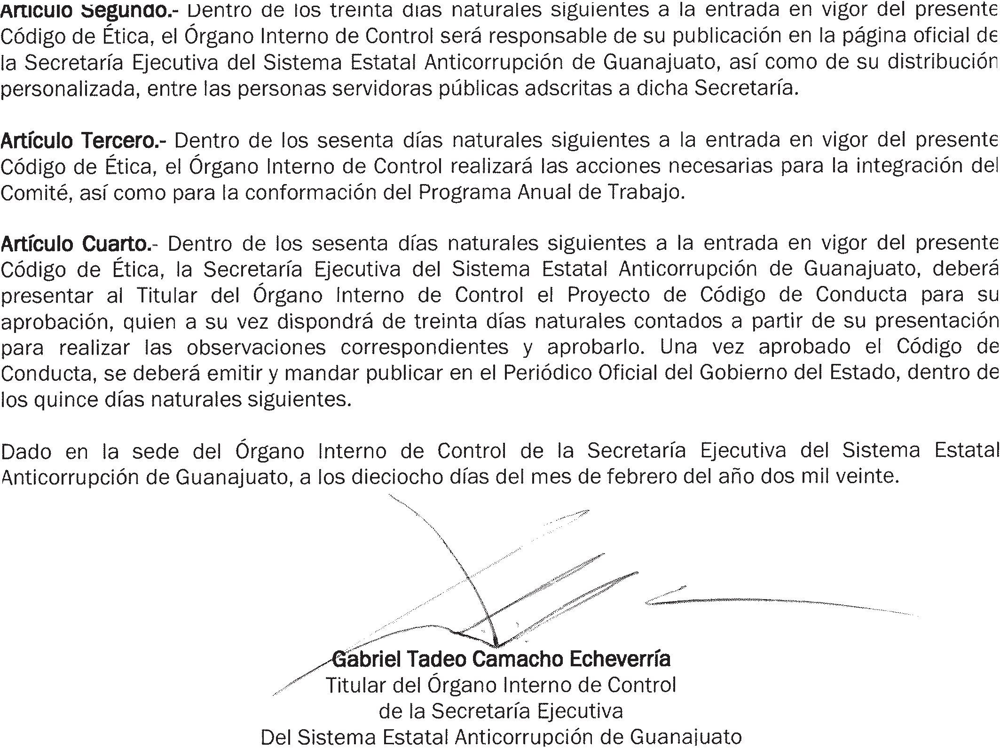 Artículo Segundo.- Dentro de los treinta días naturales siguientes a la entrada en vigor del presente
Código de Ética, el Órgano Interno de Control será responsable de su publicación en la página oficial de
la Secretaría Ejecutiva del Sistema Estatal Anticorrupción de Guanajuato, así como de su distribución
personalizada, entre las personas servidoras públicas adscritas a dicha Secretaría.
Artículo Tercero.- Dentro de los sesenta días naturales siguientes a la entrada en vigor del presente
Código de Ética, el Órgano Interno de Control realizará las acciones necesarias para la integración del
Comité, así como para la conformación del Programa Anual de Trabajo.
Artículo Cuarto.- Dentro de los sesenta días naturales siguientes a la entrada en vigor del presente
Código de Ética, la Secretaría Ejecutiva del Sistema Estatal Anticorrupción de Guanajuato, deberá
presentar al Titular del Órgano Interno de Control el Proyecto de Código de Conducta para su
aprobación, quien a su vez dispondrá de treinta días naturales contados a partir de su presentación
para realizar las observaciones correspondientes y aprobarlo. Una vez aprobado el Código de
Conducta, se deberá emitir y mandar publicar en el Periódico Oficial del Gobierno del Estado, dentro de
los quince días naturales siguientes.
Dado en la sede del Órgano Interno de Control de la Secretaría Ejecutiva del Sistema Estatal
Anticorrupción de Guanajuato, a los dieciocho días del mes de febrero del año dos mil veinte.
Gabriel Tadeo Camacho Echeverría
Titular del Órgano Interno de Control
de la Secretaría Ejecutiva
Del Sistema Estatal Anticorrupción de Guanajuato